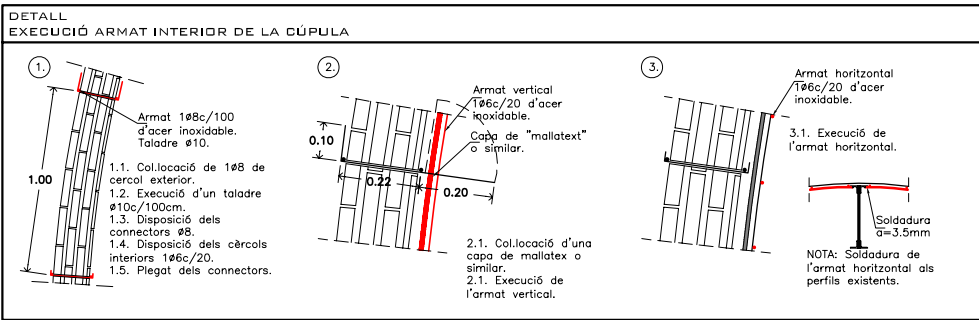 DETALL
EXECUCIÓ ARMAT INTERIOR DE LA CÚPULA
1.
1.00
Armat 1ø8c/100
d'acer inoxidable.
Taladre ø10.
1.1. Col.locació de 1ø8 de
cercol exterior.
1.2. Execució d'un taladre
ø10c/100cm.
1.3. Disposició dels
connectors ø8.
1.4. Disposició dels cèrcols
interiors 1ø6c/20.
1.5. Plegat dels connectors.
2.
0.10
0.22
0.20
Armat vertical
1ø6c/20 d'acer
inoxidable.
Capa de "mallatext"
o similar.
2.1. Col.locació d'una
capa de mallatex o
similar.
2.1. Execució de
l'armat vertical.
3.
Armat horitzontal
1ø6c/20 d'acer
inoxidable.
3.1. Execució de
l'armat horitzontal.
Soldadura
a=3.5mm
NOTA: Soldadura de
l'armat horitzontal als
perfils existents.